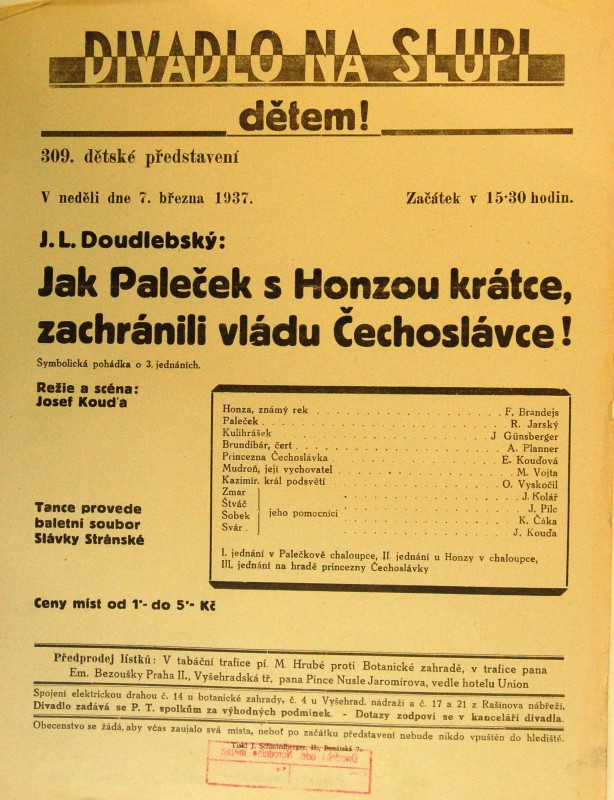 DIVADLO NA SLUPI
dětem!
309. dětské představení
V neděli dne 7. března 1937. Začátek v 15·30 hodin.
J. L. Doudlebský:
Jak Paleček s Honzou krátce,
zachránili vládu Čechoslávce!
Symbolická pohádka o 3. jednáních.
Režie a scéna:
Josef Kouďa
Honza, známý rek . . . F. Brandejs
Paleček . . . R. Jarský
Kulihrášek . . . J Günsberger
Brundibár, čert . . . A. Planner
Princezna Čechoslávka . . . E. Kouďová
Mudroň, její vychovatel . . . M. Vojta
Kazimír, král podsvětí . . . O. Vyskočil
Zmar . . . J. Kolář
Štváč . . . J. Pilc
jeho pomocníci
Sobek . . . K. Čáka
Svár . . . J. Kouďa
I. jednání v Palečkově chaloupce, II. jednání u Honzy v chaloupce,
III, jednání na hradě princezny Čechoslávky
Tance provede
baletní soubor
Slávky Stránské
Ceny míst od 1·- do 5·- Kč
Předprodej lístků: V tabáční trafice pí. M. Hrubé proti Botanické zahradě, v trafice pana
Em. Bezoušky Praha II., Vyšehradská tř. pana Pince Nusle Jaromírova, vedle hotelu Union
Spojení elektrickou drahou č. 14 u botanické zahrady, č. 4 u Vyšehrad. nádraží a č. 17 a 21 z Rašínova nábřeží.
Divadlo zadává se P. T. spolkům za výhodných podmínek. - Dotazy zodpoví se v kanceláři divadla.
Obecenstvo se žádá, aby včas zaujalo svá místa, neboť po začátku představení nebude nikdo vpuštěn do hlediště.
Tiskl J. Schmiedberger, II., Benátská 7.